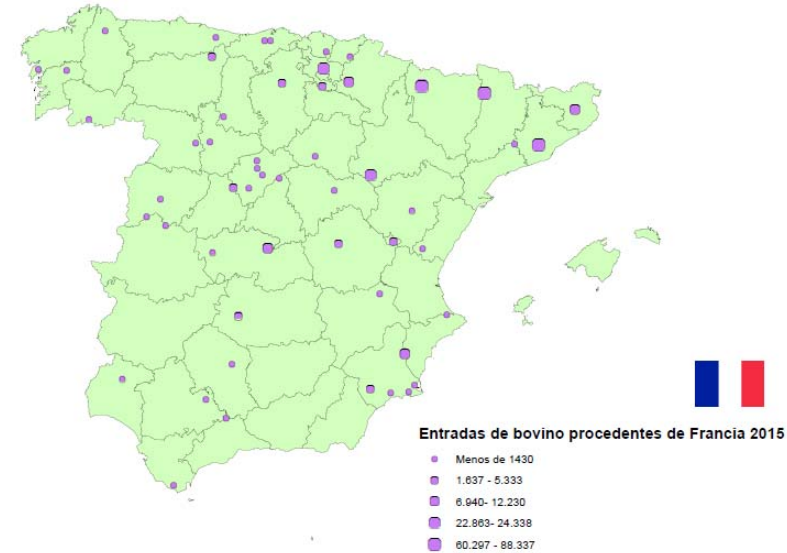 Entradas de bovino procedentes de Francia 2015
Menos de 1430
1.637 - 5.333
6.940- 12.230
22.863- 24.338
60.297 - 88.337